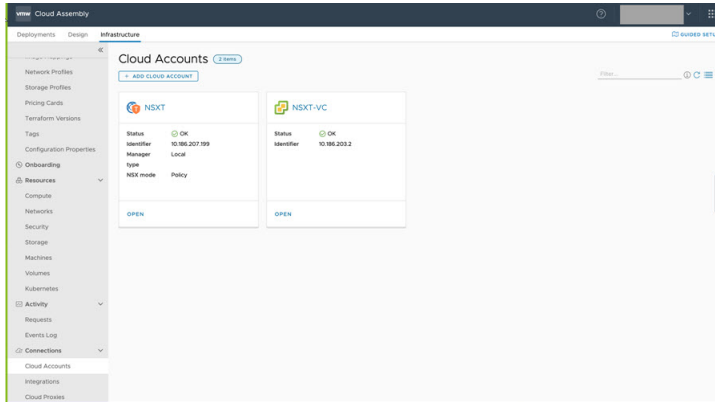 vmw Cloud Assembly
Deployments Design Infrastructure
GUIDED SETU
Network Profiles
Storage Profiles
Pricing Cards
Terraform Versions
Tags
Configuration Properties
Onboarding
Resources
Compute
Networks
Security
Storage
Machines
Volumes
Kubernetes
Activity
Requests
Events Log
Connections
Cloud Accounts
Integrations
Cloud Proxies
Cloud Accounts 2 items
+ ADD CLOUD ACCOUNT
Filter...
NSXT
Status OK
Identifier 10.186.207.199
Manager Local
type
NSX mode Policy
OPEN
NSXT-VC
Status OK
Identifier 10.186.203.2
OPEN